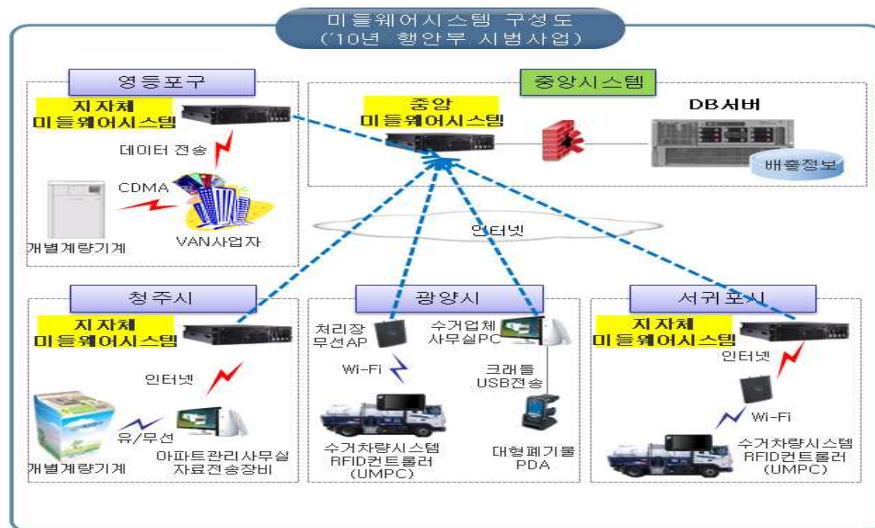 미들웨어시스템 구성도
('10년 행안부 시범사업)
영등포구
지자체
미들웨어시스템
데이터 전송
CDMA
개별계량기계
VAN사업자
중앙시스템
중앙
미들웨어시스템
DB서버
배출정보
인터넷
청주시
지자체
미들웨어시스템
인터넷
유/무선
개별계량기계
아파트관리사무실
자료전송장비
광양시
처리장
무선AP
수거업체
사무실PC
Wi-Fi
크래들
USB전송
수거차량시스템
RFID컨트롤러
(UMPC)
대형폐기물
PDA
서귀포시
지자체
미들웨어시스템
인터넷
Wi-Fi
수거차량시스템
RFID컨트롤러
(UMPC)